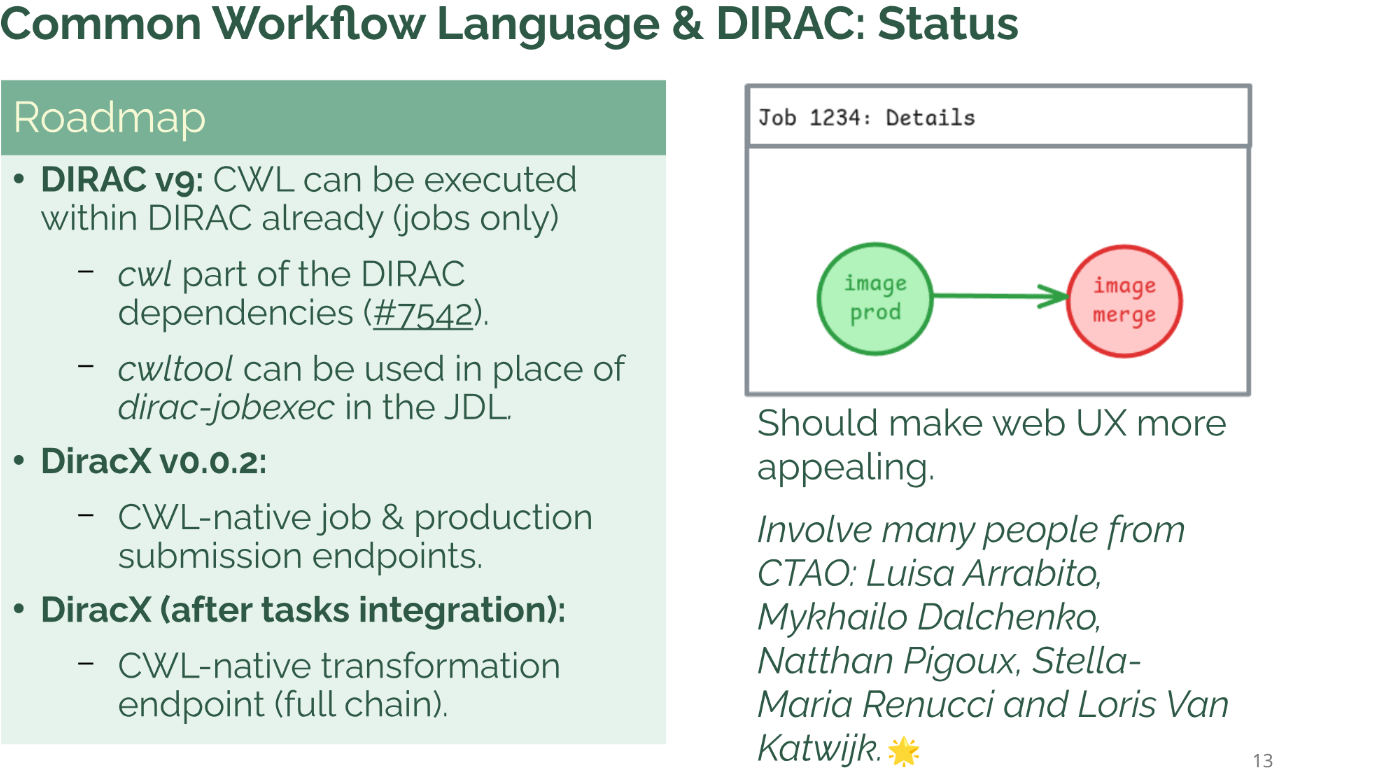 Common Workflow Language & DIRAC: Status
Roadmap
• DIRAC v9: CWL can be executed
within DIRAC already (jobs only)
– cwl part of the DIRAC
dependencies (#7542).
– cwltool can be used in place of
dirac-jobexec in the JDL.
• DiracX v0.0.2:
– CWL-native job & production
submission endpoints.
• DiracX (after tasks integration):
– CWL-native transformation
endpoint (full chain).
Job 1234: Details
image
prod
image
merge
Should make web UX more
appealing.
Involve many people from
CTAO: Luisa Arrabito,
Mykhailo Dalchenko,
Natthan Pigoux, Stella-
Maria Renucci and Loris Van
Katwijk.🌟
13